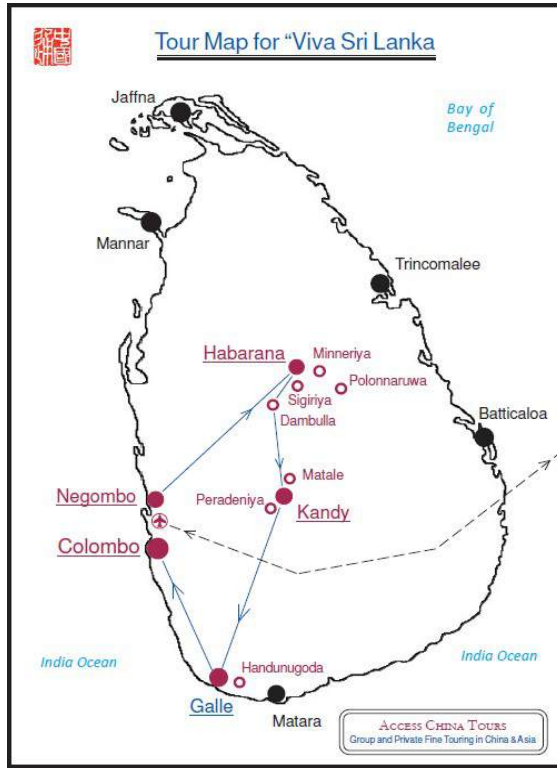 Tour Map for “Viva Sri Lanka
Jaffna
Bay of
Bengal
Mannar
Trincomalee
Habarana
Minneriya
Sigiriya
Polonnaruwa
Dambulla
Batticaloa
Matale
Negombo
Peradeniya
Kandy
Colombo
India Ocean
India Ocean
Handunugoda
Galle
Matara
ACCESS CHINA TOURS
Group and Private Fine Touring in China & Asia